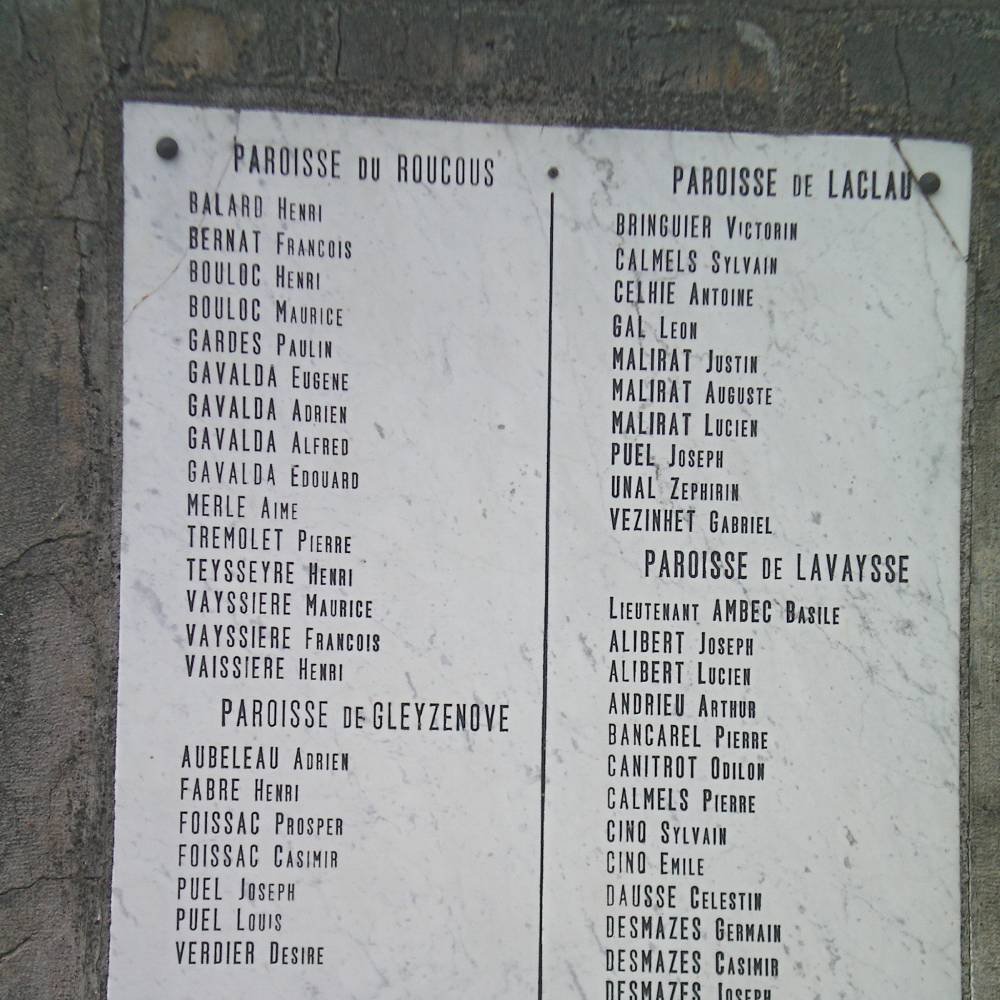 PAROISSE DU ROUCOUS
BALARD HENRI
BERNAT FRANCOIS
BOULOC HENRI
BOULOC MAURICE
GARDES PAULIN
GAVALDA EUGENE
GAVALDA ADRIEN
GAVALDA ALFRED
GAVALDA EDOUARD
MERLE AIME
TREMOLET PIERRE
TEYSSEYRE HENRI
VAYSSIERE MAURICE
VAYSSIERE FRANCOIS
VAISSIERE HENRI
PAROISSE DE GLEYZENOVE
AUBELEAU ADRIEN
FABRE HENRI
FOISSAC PROSPER
FOISSAC CASIMIR
PUEL JOSEPH
PUEL LOUIS
VERDIER DESIRE
PAROISSE DE LACLAU
BRINGUIER VICTORIN
CALMELS SYLVAIN
CELHIE ANTOINE
GAL LEON
MALIRAT JUSTIN
MALIRAT AUGUSTE
MALIRAT LUCIEN
PUEL JOSEPH
UNAL ZEPHIRIN
VEZINHET GABRIEL
PAROISSE DE LAVAYSSE
LIEUTENANT AMBEC BASILE
ALIBERT JOSEPH
ALIBERT LUCIEN
ANDRIEU ARTHUR
BANCAREL PIERRE
CANITROT ODILON
CALMELS PIERRE
CINQ SYLVAIN
CINQ EMILE
DAUSSE CELESTIN
DESMAZES GERMAIN
DESMAZES CASIMIR
DESMAZES JOSEPH